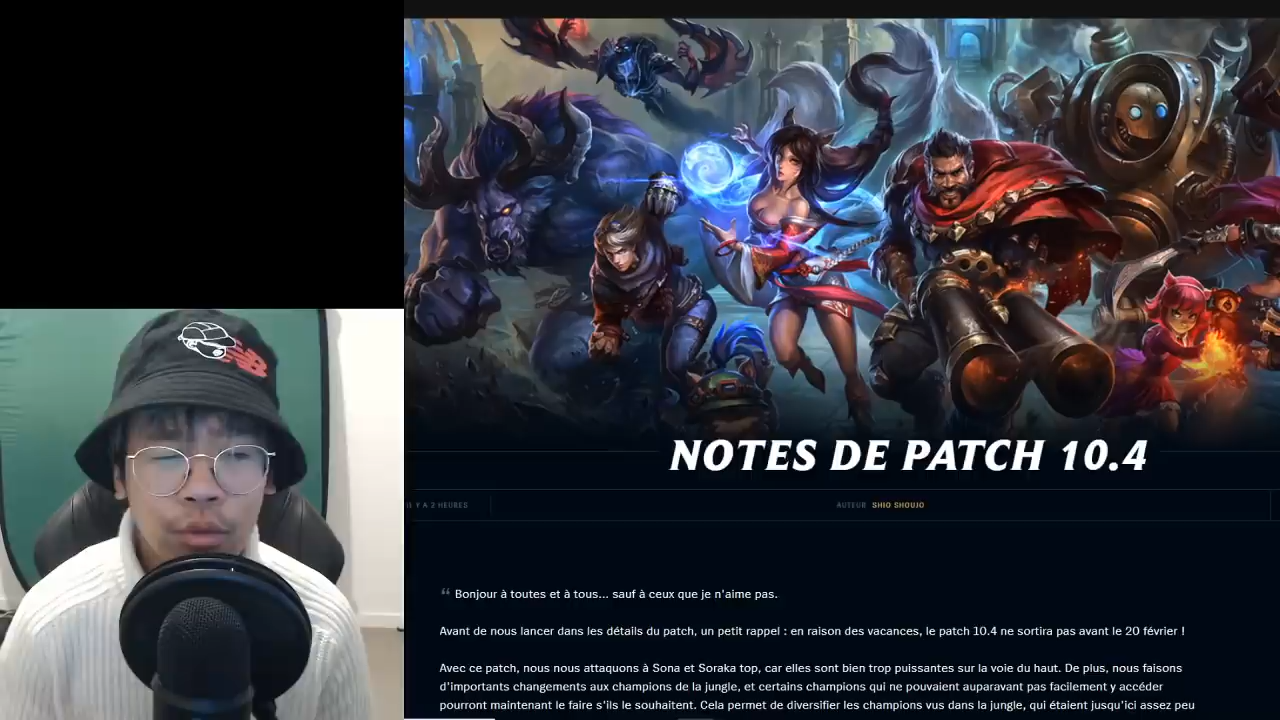 NB
NOTES DE PATCH 10.4
IL Y A 2 HEURES
AUTEUR SHIO SHOUJO
“ Bonjour à toutes et à tous... sauf à ceux que je n'aime pas.
Avant de nous lancer dans les détails du patch, un petit rappel : en raison des vacances, le patch 10.4 ne sortira pas avant le 20 février !
Avec ce patch, nous nous attaquons à Sona et Soraka top, car elles sont bien trop puissantes sur la voie du haut. De plus, nous faisons
d'importants changements aux champions de la jungle, et certains champions qui ne pouvaient auparavant pas facilement y accéder
pourront maintenant le faire s'ils le souhaitent. Cela permet de diversifier les champions vus dans la jungle, qui étaient jusqu'ici assez peu